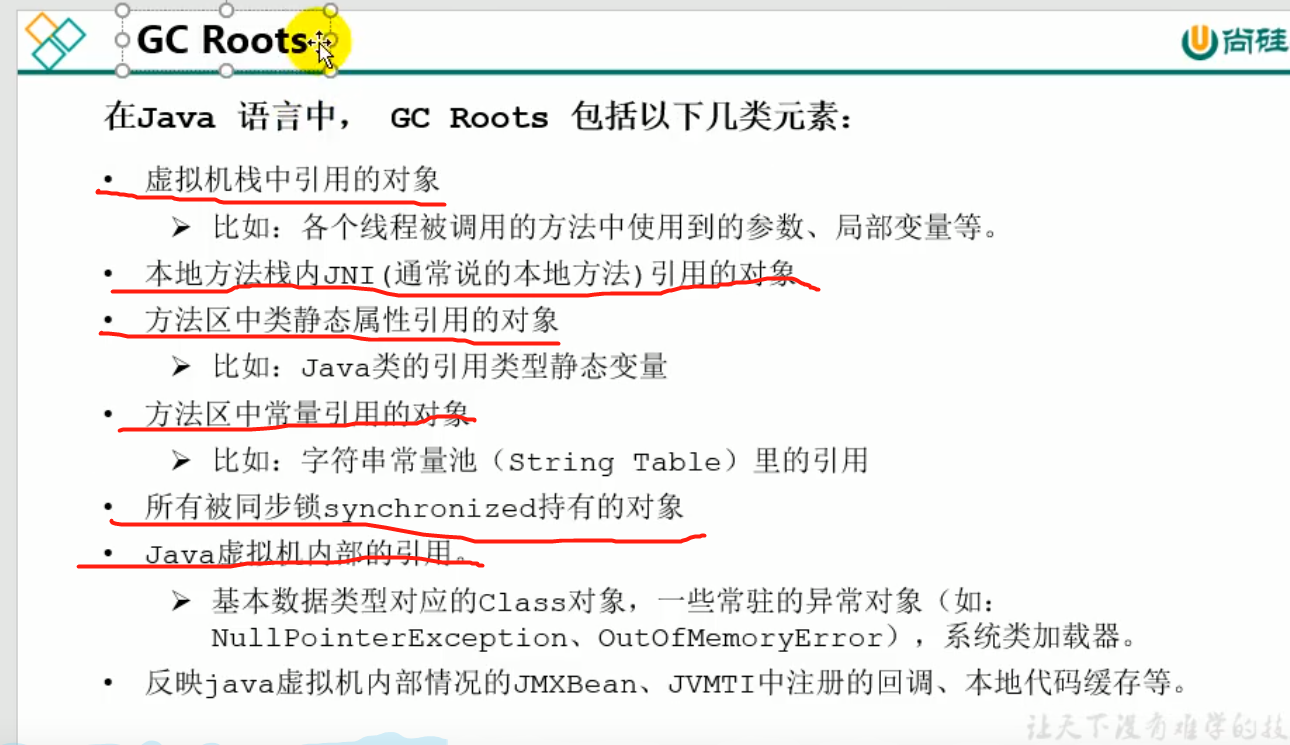 GC Roots
尚硅
在Java 语言中， GC Roots 包括以下几类元素：
• 虚拟机栈中引用的对象
➢ 比如：各个线程被调用的方法中使用到的参数、局部变量等。
• 本地方法栈内JNI(通常说的本地方法)引用的对象
• 方法区中类静态属性引用的对象
➢ 比如：Java类的引用类型静态变量
• 方法区中常量引用的对象
➢ 比如：字符串常量池（String Table）里的引用
• 所有被同步锁synchronized持有的对象
• Java虚拟机内部的引用。
➢ 基本数据类型对应的Class对象，一些常驻的异常对象（如：
NullPointerException、OutOfMemoryError），系统类加载器。
• 反映java虚拟机内部情况的JMXBean、JVMTI中注册的回调、本地代码缓存等。
让天下没有难学的技